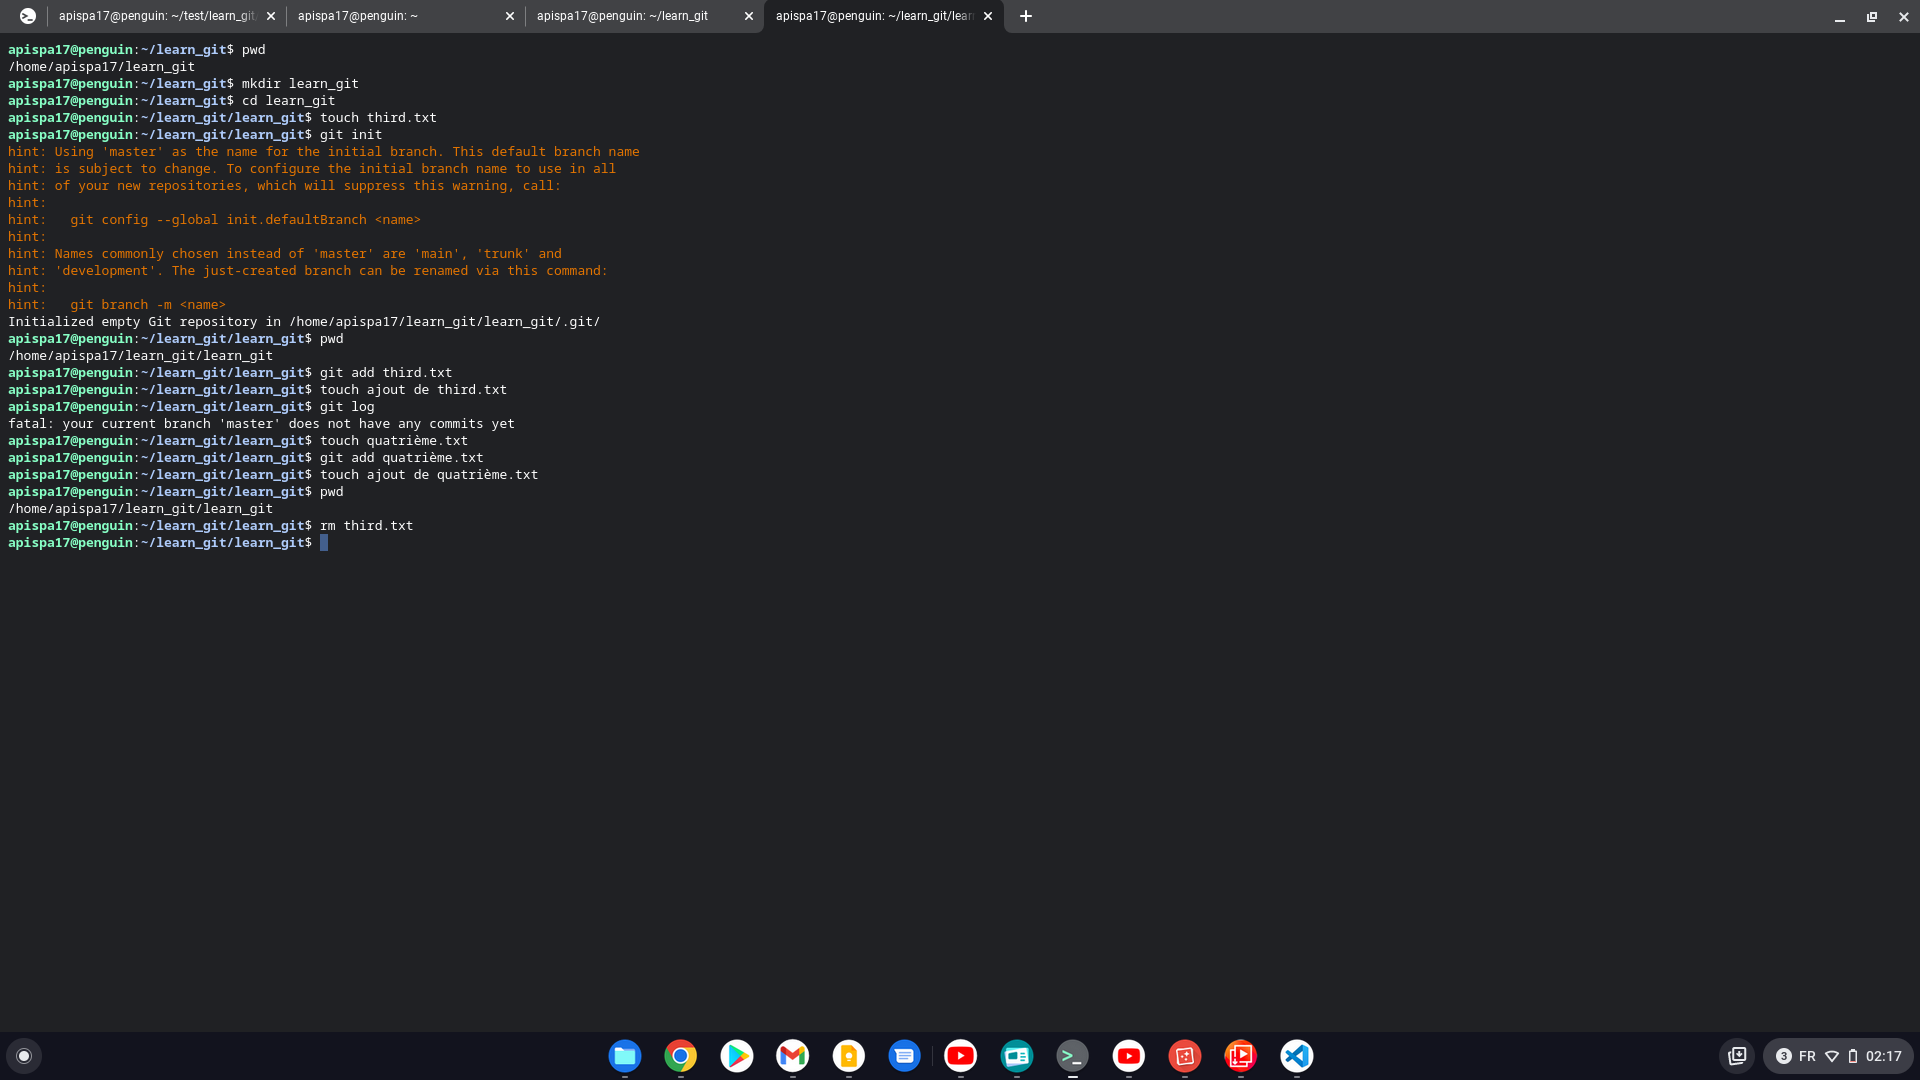 apispa17@penguin: ~/test/learn_git
apispa17@penguin: ~
apispa17@penguin: ~/learn_git
apispa17@penguin: ~/learn_git/lear
apispa17@penguin:~/learn_git$ pwd
/home/apispa17/learn_git
apispa17@penguin:~/learn_git$ mkdir learn_git
apispa17@penguin:~/learn_git$ cd learn_git
apispa17@penguin:~/learn_git/learn_git$ touch third.txt
apispa17@penguin:~/learn_git/learn_git$ git init
hint: Using 'master' as the name for the initial branch. This default branch name
hint: is subject to change. To configure the initial branch name to use in all
hint: of your new repositories, which will suppress this warning, call:
hint:
hint:   git config --global init.defaultBranch <name>
hint:
hint: Names commonly chosen instead of 'master' are 'main', 'trunk' and
hint: 'development'. The just-created branch can be renamed via this command:
hint:
hint:   git branch -m <name>
Initialized empty Git repository in /home/apispa17/learn_git/learn_git/.git/
apispa17@penguin:~/learn_git/learn_git$ pwd
/home/apispa17/learn_git/learn_git
apispa17@penguin:~/learn_git/learn_git$ git add third.txt
apispa17@penguin:~/learn_git/learn_git$ touch ajout de third.txt
apispa17@penguin:~/learn_git/learn_git$ git log
fatal: your current branch 'master' does not have any commits yet
apispa17@penguin:~/learn_git/learn_git$ touch quatrième.txt
apispa17@penguin:~/learn_git/learn_git$ git add quatrième.txt
apispa17@penguin:~/learn_git/learn_git$ touch ajout de quatrième.txt
apispa17@penguin:~/learn_git/learn_git$ pwd
/home/apispa17/learn_git/learn_git
apispa17@penguin:~/learn_git/learn_git$ rm third.txt
apispa17@penguin:~/learn_git/learn_git$
3 FR 02:17